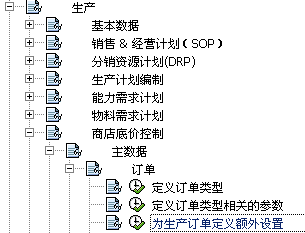 生产
基本数据
销售 & 经营计划(SOP)
分销资源计划(DRP)
生产计划编制
能力需求计划
物料需求计划
商店底价控制
主数据
订单
定义订单类型
定义订单类型相关的参数
为生产订单定义额外设置